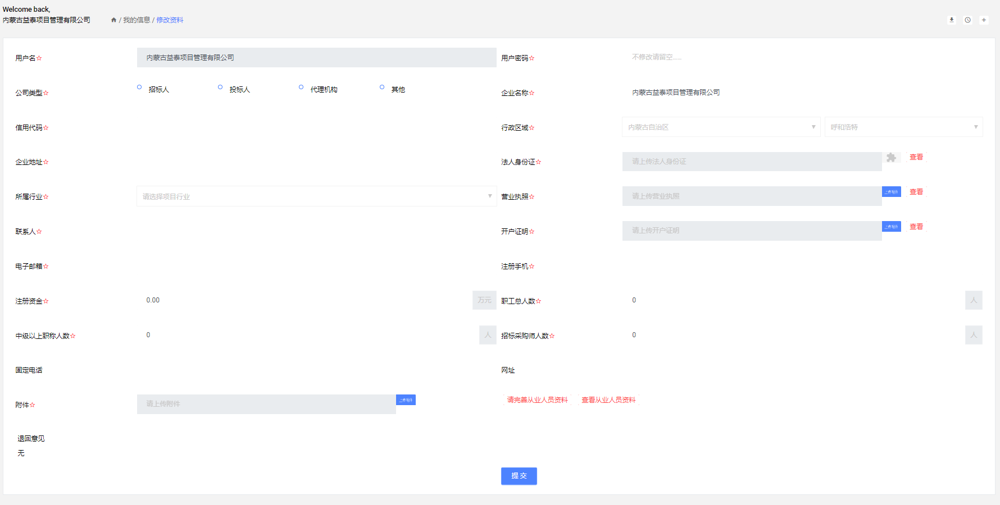 Welcome back,
内蒙古益泰项目管理有限公司
/ 我的信息 / 修改资料
用户名☆ 内蒙古益泰项目管理有限公司 用户密码☆ 不修改请留空......
公司类型☆ 招标人 投标人 代理机构 其他 企业名称☆ 内蒙古益泰项目管理有限公司
信用代码☆ 行政区域☆ 内蒙古自治区 呼和浩特
企业地址☆ 法人身份证☆ 请上传法人身份证 查看
所属行业☆ 请选择项目行业 营业执照☆ 请上传营业执照 上传附件 查看
联系人☆ 开户证明☆ 请上传开户证明 上传附件 查看
电子邮箱☆ 注册手机☆
注册资金☆ 0.00 万元 职工总人数☆ 0 人
中级以上职称人数☆ 0 人 招标采购师人数☆ 0 人
固定电话 网址
附件☆ 请上传附件 上传附件 请完善从业人员资料 查看从业人员资料
退回意见
无
提交